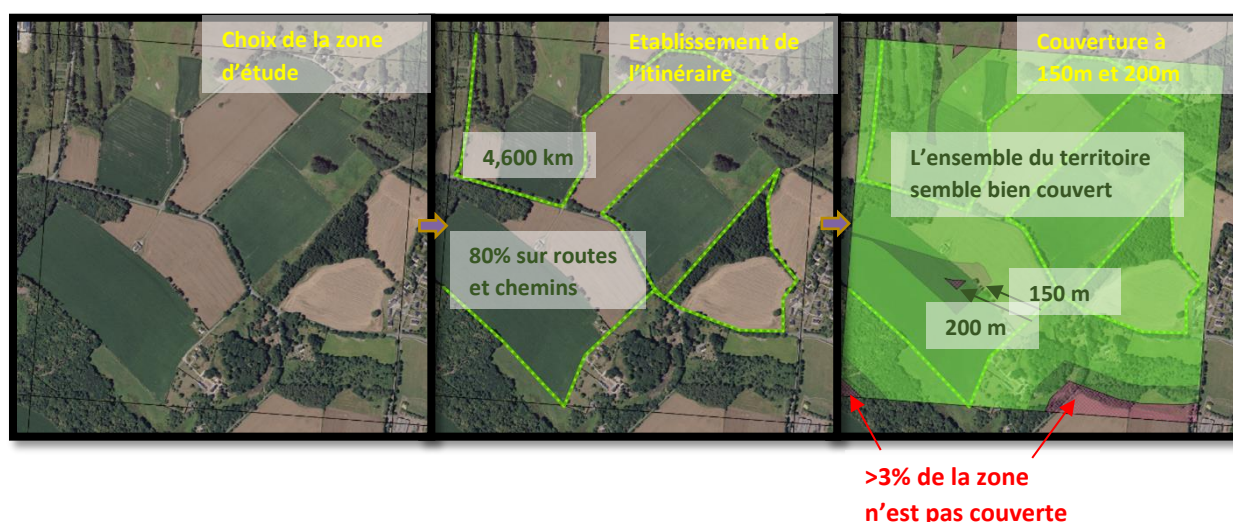 Choix de la zone
d'étude
Etablissement de
l'itinéraire
4,600 km
80% sur routes
et chemins
Couverture à
150m et 200m
L'ensemble du territoire
semble bien couvert
150 m
200 m
>3% de la zone
n'est pas couverte